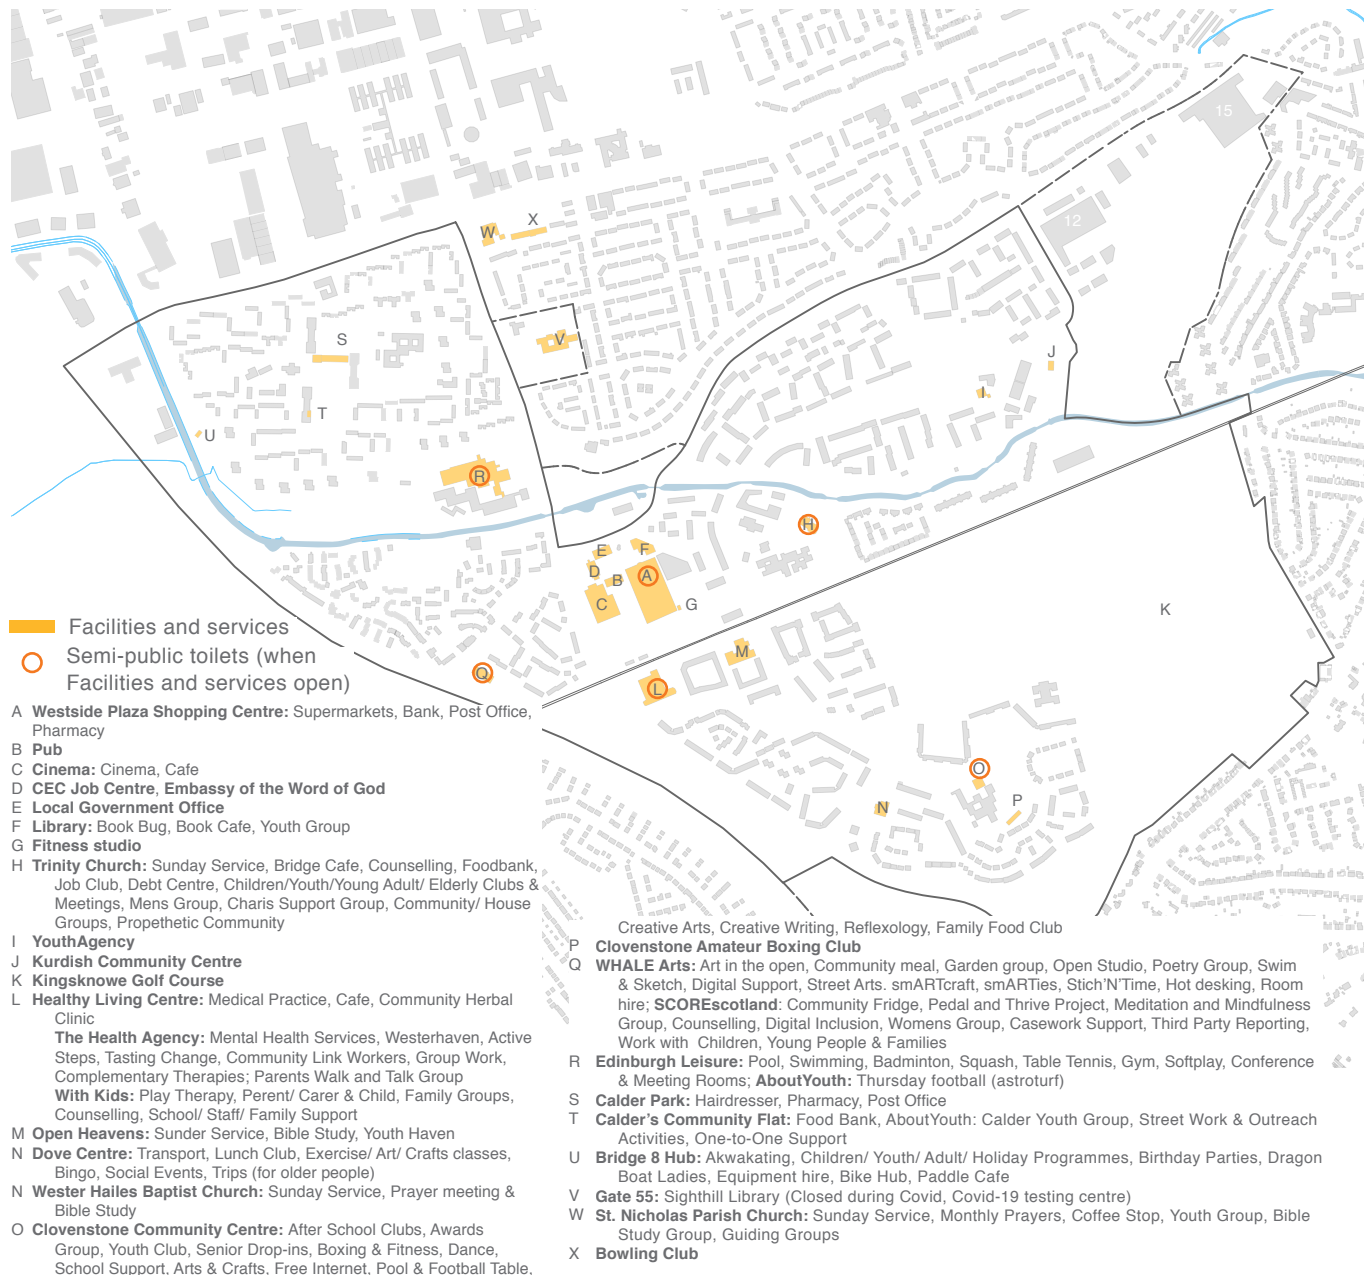 15
12
X
W
V
S
J
I
T
U
R
H
E
F
D
B
A
C
G
K
M
Q
L
O
N
P
Facilities and services
Semi-public toilets (when
Facilities and services open)
A Westside Plaza Shopping Centre: Supermarkets, Bank, Post Office,
Pharmacy
B Pub
C Cinema: Cinema, Cafe
D CEC Job Centre, Embassy of the Word of God
E Local Government Office
F Library: Book Bug, Book Cafe, Youth Group
G Fitness studio
H Trinity Church: Sunday Service, Bridge Cafe, Counselling, Foodbank,
Job Club, Debt Centre, Children/Youth/Young Adult/ Elderly Clubs &
Meetings, Mens Group, Charis Support Group, Community/ House
Groups, Propethetic Community
I YouthAgency
J Kurdish Community Centre
K Kingsknowe Golf Course
L Healthy Living Centre: Medical Practice, Cafe, Community Herbal
Clinic
The Health Agency: Mental Health Services, Westerhaven, Active
Steps, Tasting Change, Community Link Workers, Group Work,
Complementary Therapies; Parents Walk and Talk Group
With Kids: Play Therapy, Perent/ Carer & Child, Family Groups,
Counselling, School/ Staff/ Family Support
M Open Heavens: Sunder Service, Bible Study, Youth Haven
N Dove Centre: Transport, Lunch Club, Exercise/ Art/ Crafts classes,
Bingo, Social Events, Trips (for older people)
N Wester Hailes Baptist Church: Sunday Service, Prayer meeting &
Bible Study
O Clovenstone Community Centre: After School Clubs, Awards
Group, Youth Club, Senior Drop-ins, Boxing & Fitness, Dance,
School Support, Arts & Crafts, Free Internet, Pool & Football Table,
Creative Arts, Creative Writing, Reflexology, Family Food Club
P Clovenstone Amateur Boxing Club
Q WHALE Arts: Art in the open, Community meal, Garden group, Open Studio, Poetry Group, Swim
& Sketch, Digital Support, Street Arts. smARTcraft, smARTies, Stich'N'Time, Hot desking, Room
hire; SCOREscotland: Community Fridge, Pedal and Thrive Project, Meditation and Mindfulness
Group, Counselling, Digital Inclusion, Womens Group, Casework Support, Third Party Reporting,
Work with Children, Young People & Families
R Edinburgh Leisure: Pool, Swimming, Badminton, Squash, Table Tennis, Gym, Softplay, Conference
& Meeting Rooms; AboutYouth: Thursday football (astroturf)
S Calder Park: Hairdresser, Pharmacy, Post Office
T Calder's Community Flat: Food Bank, AboutYouth: Calder Youth Group, Street Work & Outreach
Activities, One-to-One Support
U Bridge 8 Hub: Akwakating, Children/ Youth/ Adult/ Holiday Programmes, Birthday Parties, Dragon
Boat Ladies, Equipment hire, Bike Hub, Paddle Cafe
V Gate 55: Sighthill Library (Closed during Covid, Covid-19 testing centre)
W St. Nicholas Parish Church: Sunday Service, Monthly Prayers, Coffee Stop, Youth Group, Bible
Study Group, Guiding Groups
X Bowling Club